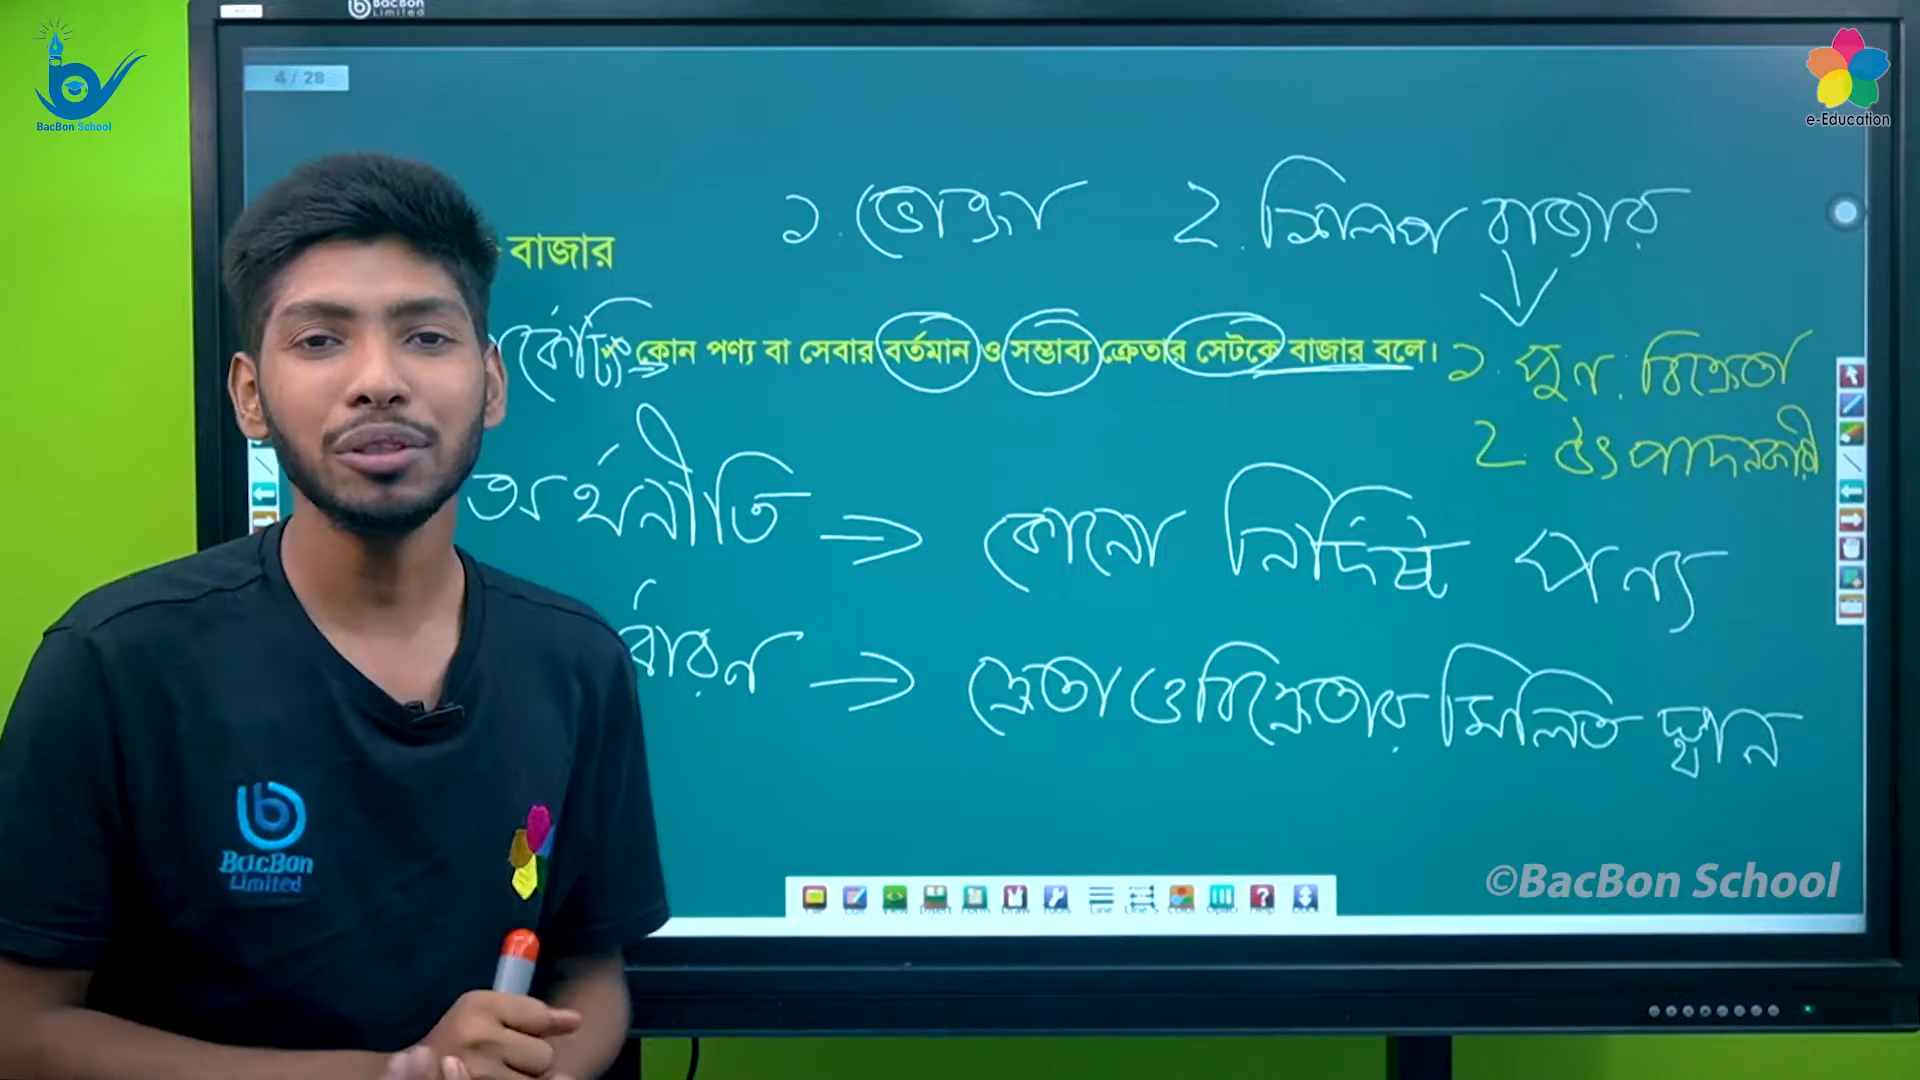 BacBon Limited
4 / 28
BacBon School
e-Education
১. ভোক্তা ২. শিল্প বাজার
বাজার
কোন পণ্য বা সেবার বর্তমান ও সম্ভাব্য ক্রেতার সেটকে বাজার বলে।
১. পুন: বিক্রেতা
২. উৎপাদনকারী
অর্থনীতি ⇒ কোনো নির্দিষ্ট পণ্য
⇒ ক্রেতা ও বিক্রেতার মিলিত স্থান
BacBon Limited
©BacBon School